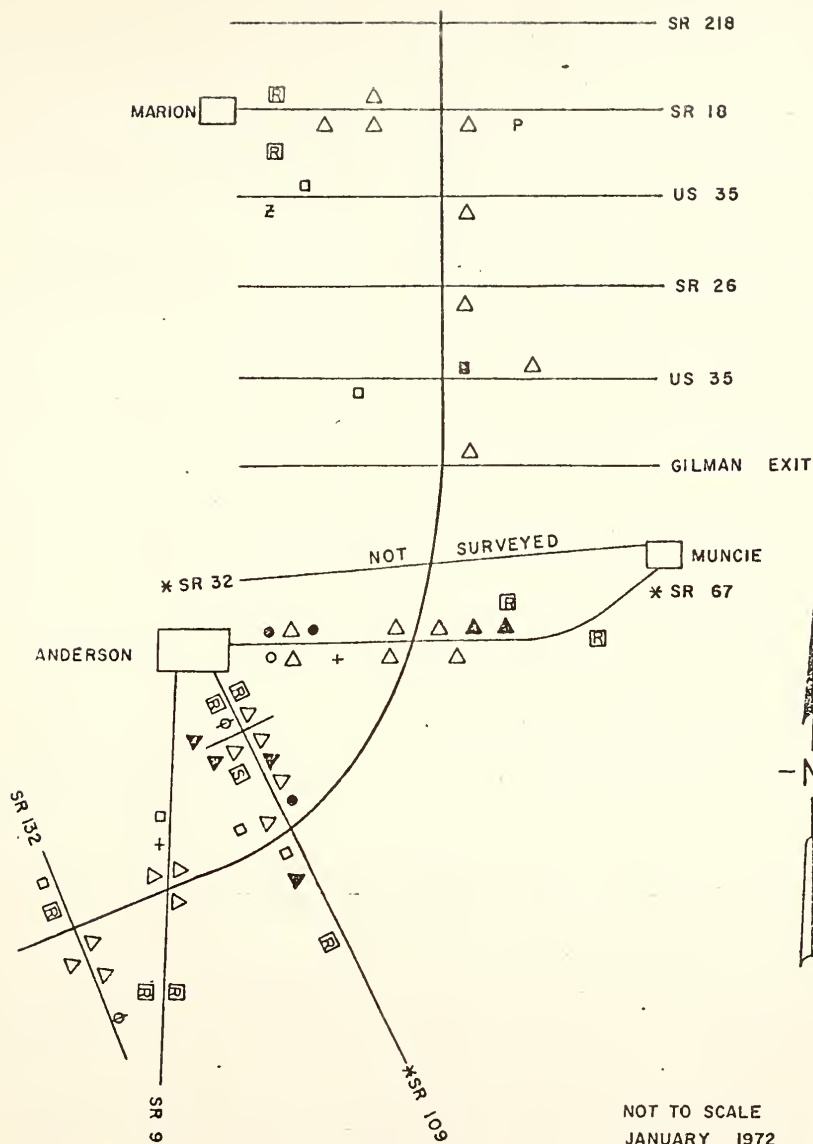 SR 218
R
MARION
SR 18
P
R
US 35
Z
SR 26
US 35
GILMAN EXIT
NOT SURVEYED
MUNCIE
* SR 32
* SR 67
R
R
ANDERSON
+
R
R
S
SR 132
+
R
R
R
R
*SR 109
SR 9
-N
NOT TO SCALE
JANUARY 1972